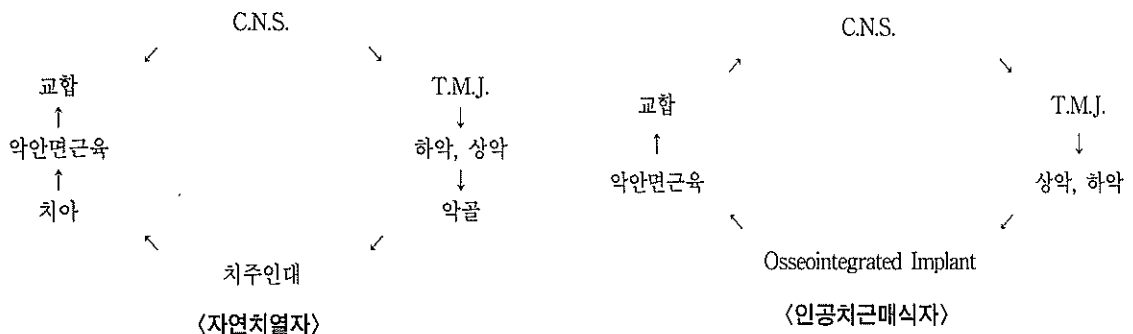 C.N.S.
↙ ↘
교합 T.M.J.
↑ ↓
악안면근육 하악, 상악
↑ ↓
치아 악골
↖ ↙
치주인대
〈자연치열자〉
C.N.S.
↗ ↘
교합 T.M.J.
↑ ↓
악안면근육 상악, 하악
↖ ↙
Osseointegrated Implant
〈인공치근매식자〉